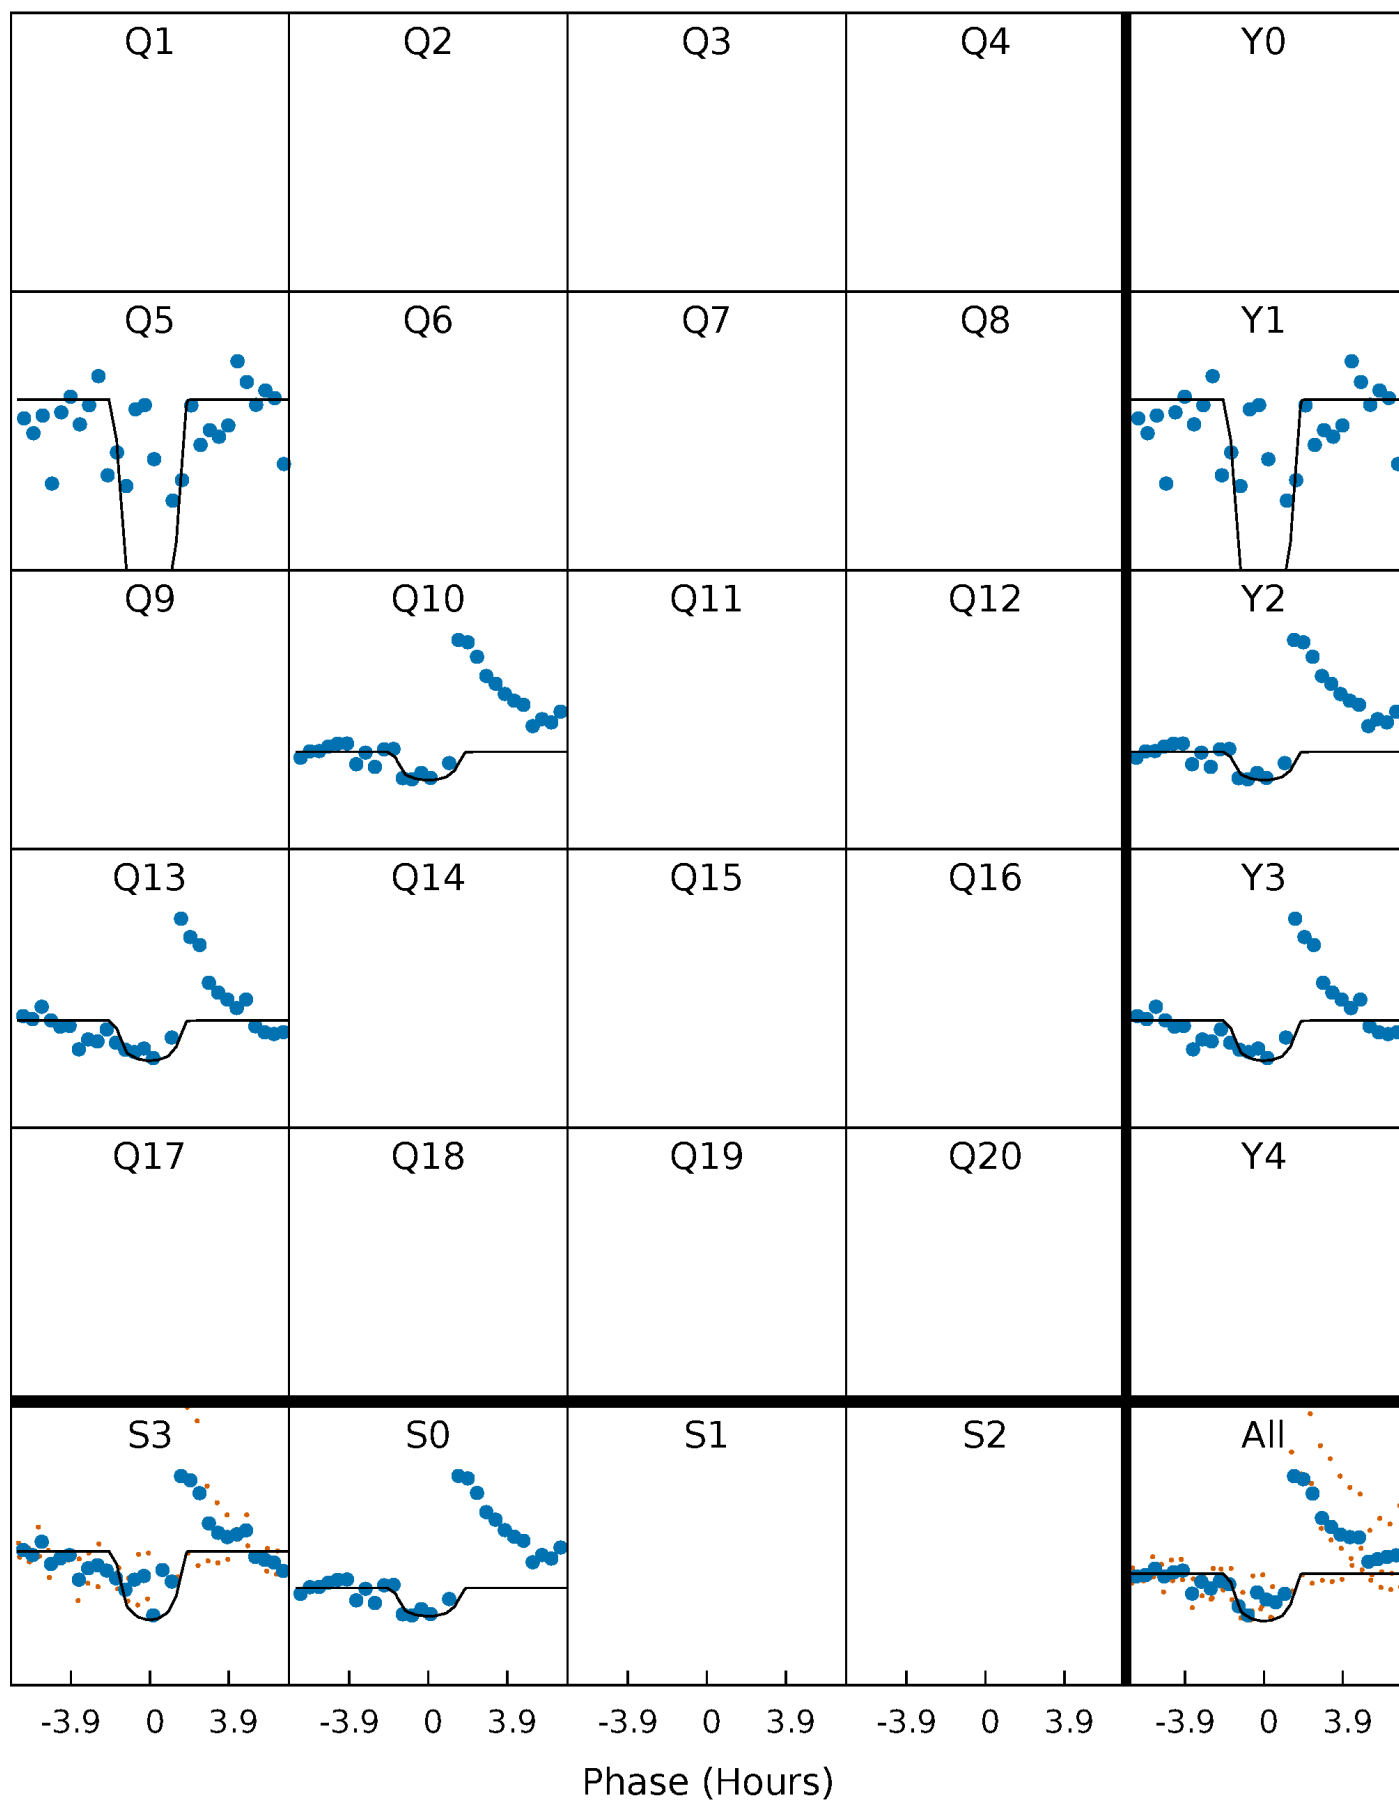 Q1 Q2 Q3 Q4 Y0
Q5 Q6 Q7 Q8 Y1
Q9 Q10 Q11 Q12 Y2
Q13 Q14 Q15 Q16 Y3
Q17 Q18 Q19 Q20 Y4
S3 S0 S1 S2 All
-3.9 0 3.9 -3.9 0 3.9 -3.9 0 3.9 -3.9 0 3.9 -3.9 0 3.9
Phase (Hours)